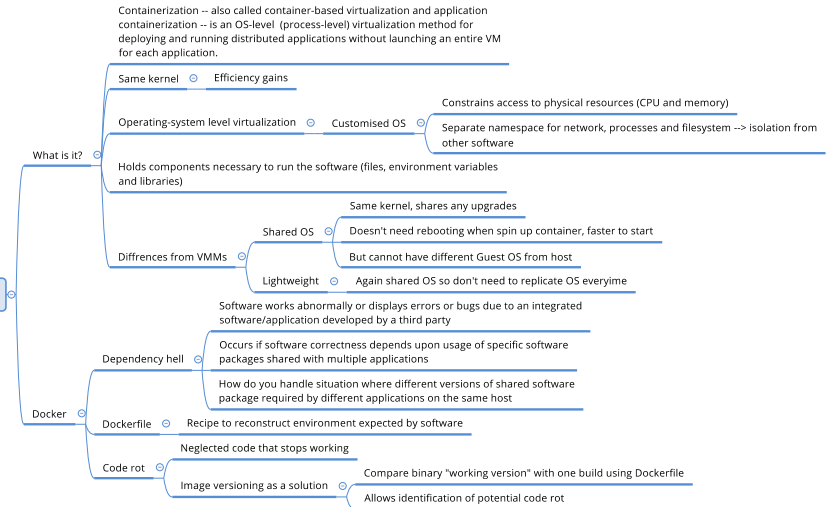 Containerization -- also called container-based virtualization and application
containerization -- is an OS-level  (process-level) virtualization method for
deploying and running distributed applications without launching an entire VM
for each application.
Same kernel
Efficiency gains
Constrains access to physical resources (CPU and memory)
Operating-system level virtualization
Customised OS
Separate namespace for network, processes and filesystem --> isolation from
other software
What is it?
Holds components necessary to run the software (files, environment variables
and libraries)
Same kernel, shares any upgrades
Shared OS
Doesn't need rebooting when spin up container, faster to start
Diffrences from VMMs
But cannot have different Guest OS from host
Lightweight
Again shared OS so don't need to replicate OS everyime
Software works abnormally or displays errors or bugs due to an integrated
software/application developed by a third party
Dependency hell
Occurs if software correctness depends upon usage of specific software
packages shared with multiple applications
How do you handle situation where different versions of shared software
package required by different applications on the same host
Docker
Dockerfile
Recipe to reconstruct environment expected by software
Neglected code that stops working
Code rot
Image versioning as a solution
Compare binary "working version" with one build using Dockerfile
Allows identification of potential code rot